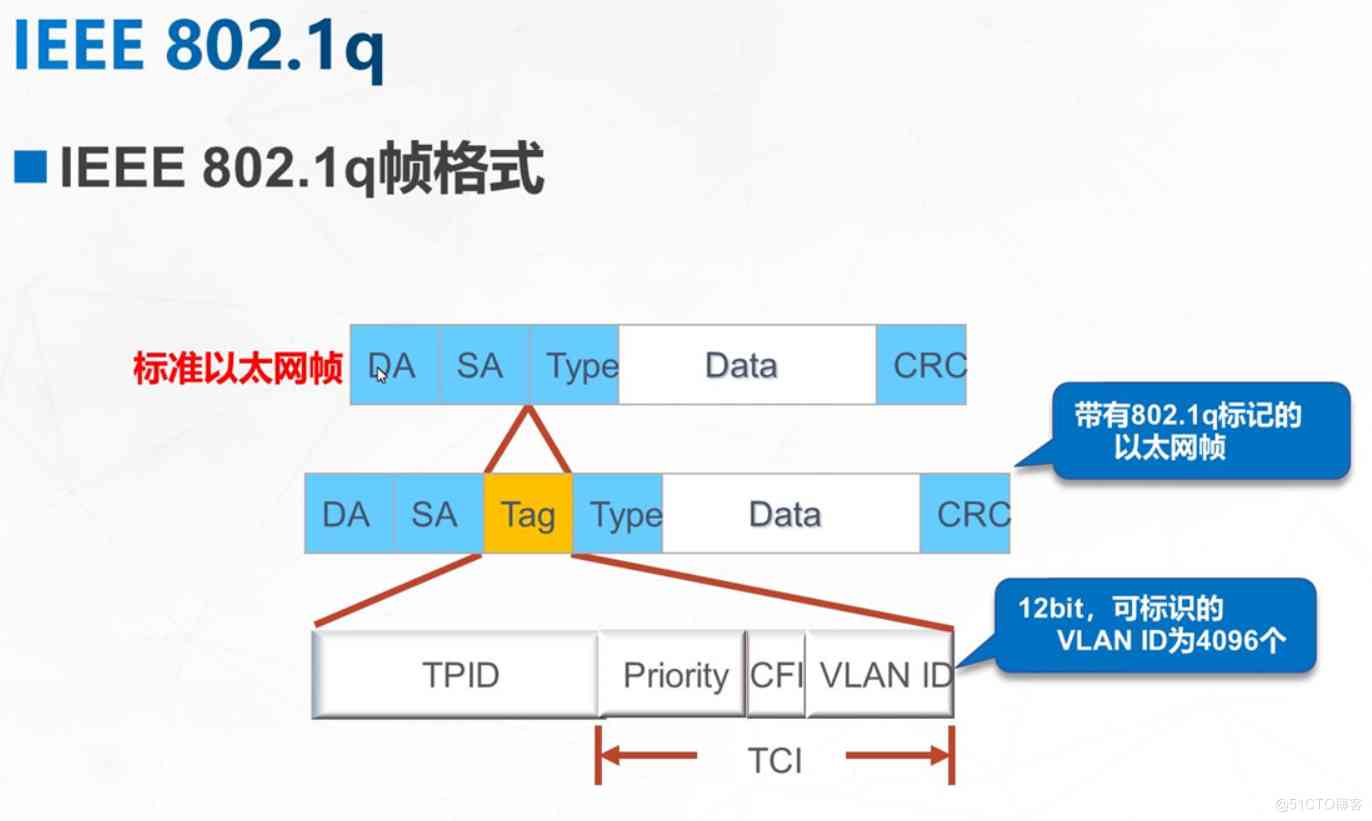 IEEE 802.1q
IEEE 802.1q帧格式
标准以太网帧
DA SA Type Data CRC
带有802.1q标记的
以太网帧
DA SA Tag Type Data CRC
12bit，可标识的
VLAN ID为4096个
TPID Priority CFI VLAN ID
TCI
@51CTO博客